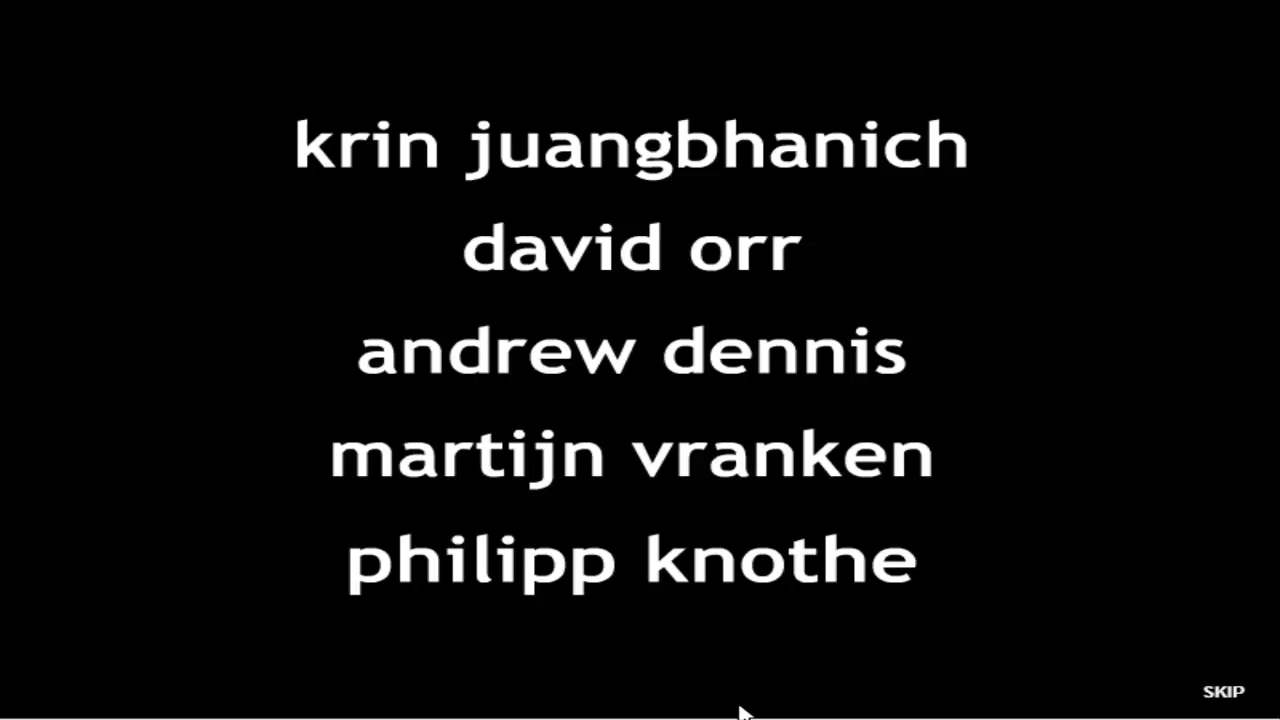 krin juangbhanich
david orr
andrew dennis
martijn vranken
philipp knothe
SKIP